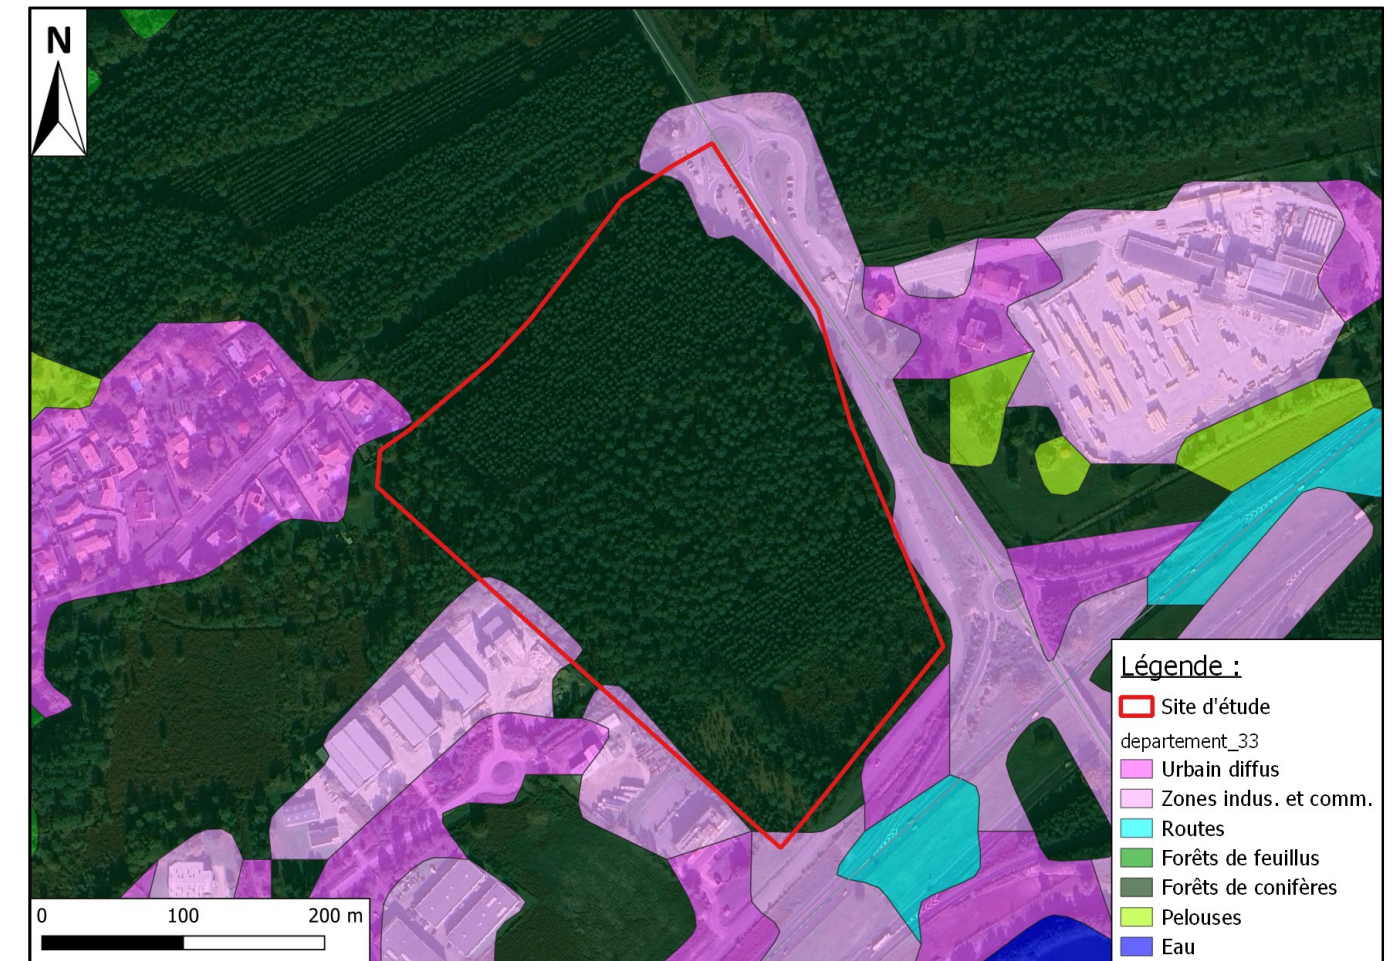 N
Légende :
Site d'étude
departement_33
Urbain diffus
Zones indus. et comm.
Routes
Forêts de feuillus
Forêts de conifères
Pelouses
Eau
0 100 200 m